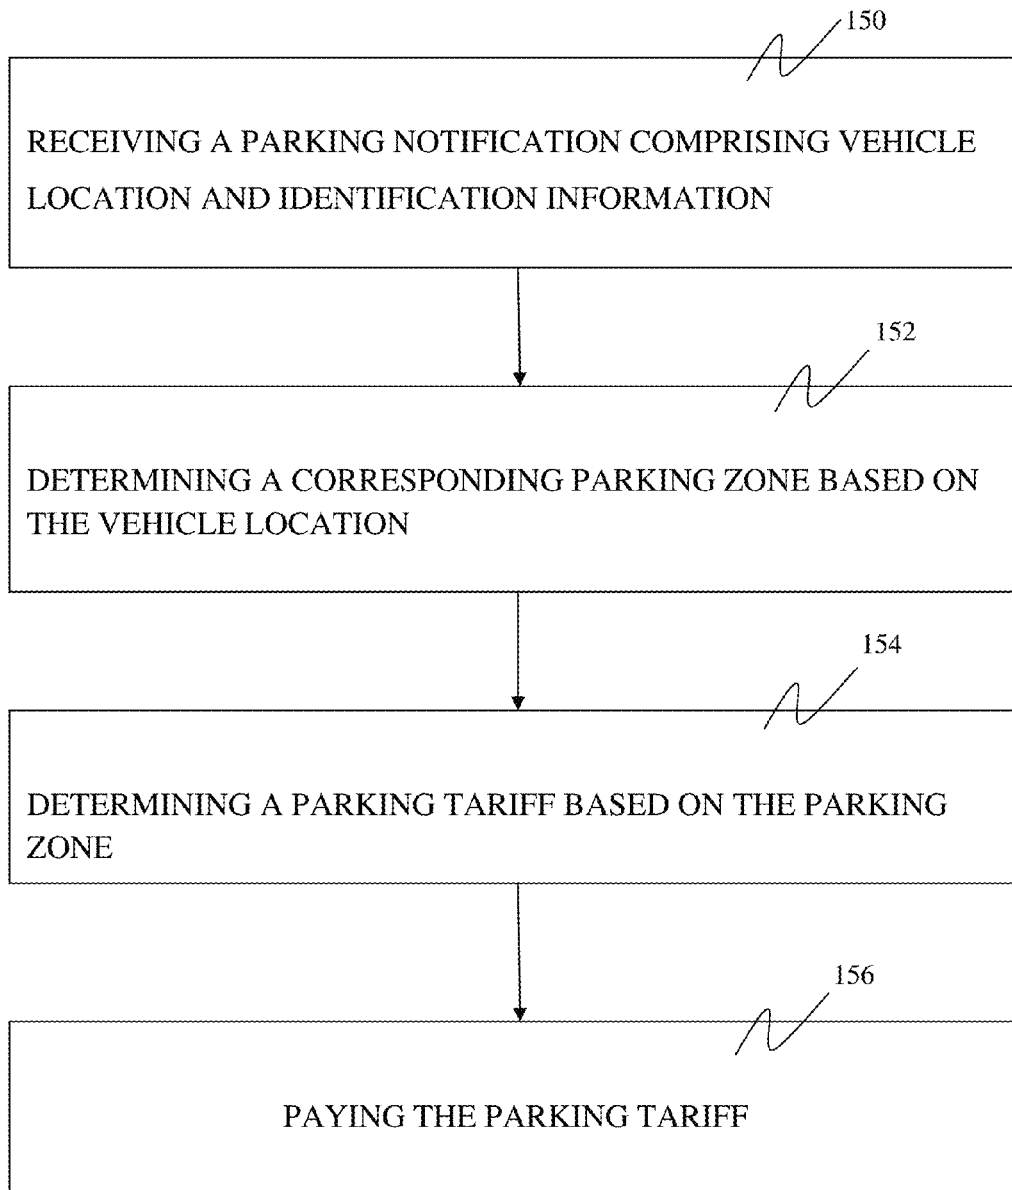 150
RECEIVING A PARKING NOTIFICATION COMPRISING VEHICLE
LOCATION AND IDENTIFICATION INFORMATION
152
DETERMINING A CORRESPONDING PARKING ZONE BASED ON
THE VEHICLE LOCATION
154
DETERMINING A PARKING TARIFF BASED ON THE PARKING
ZONE
156
PAYING THE PARKING TARIFF